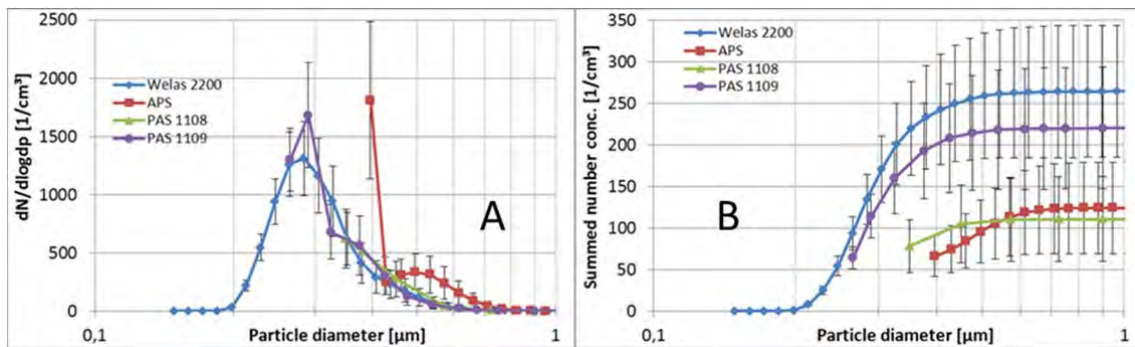 2500
2000
1500
1000
500
0
dN/dlogdp [1/cm³]
Welas 2200
APS
PAS 1108
PAS 1109
A
0,1
1
Particle diameter [µm]
350
300
250
200
150
100
50
0
Summed number conc. [1/cm³]
Welas 2200
APS
PAS 1108
PAS 1109
B
0,1
1
Particle diameter [µm]